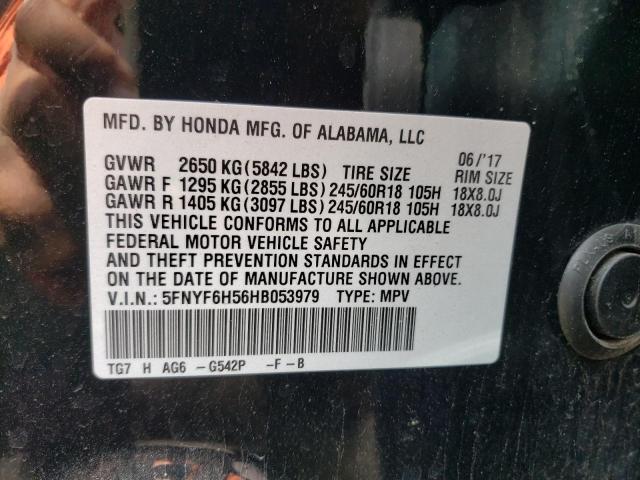 MFD. BY HONDA MFG. OF ALABAMA, LLC
06/'17
GVWR 2650 KG(5842 LBS) TIRE SIZE RIM SIZE
GAWR F 1295 KG(2855 LBS)245/60R18 105H 18X8.0J
GAWR R 1405 KG(3097 LBS)245/60R18 105H 18X8.0J
THIS VEHICLE CONFORMS TO ALL APPLICABLE
FEDERAL MOTOR VEHICLE SAFETY
AND THEFT PREVENTION STANDARDS IN EFFECT
ON THE DATE OF MANUFACTURE SHOWN ABOVE.
V.I.N.: 5FNYF6H56HB053979 TYPE: MPV
TG7 H AG6 -G542P -F-B